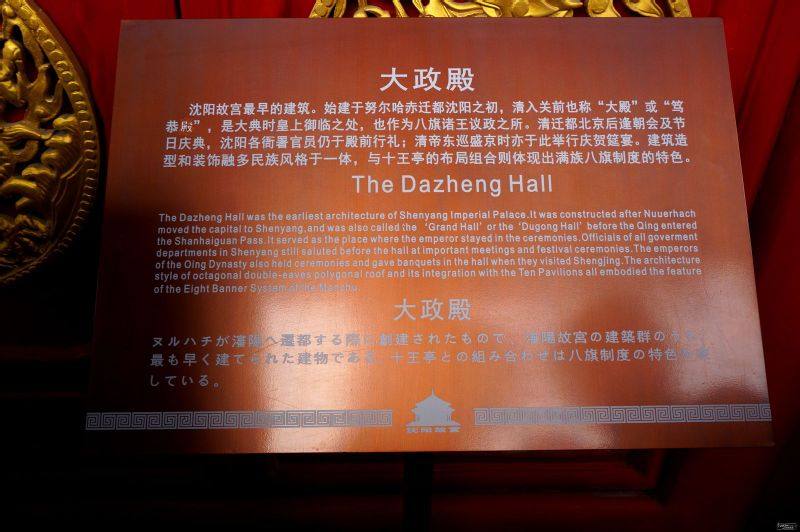 大政殿
沈阳故宫最早的建筑。始建于努尔哈赤迁都沈阳之初，清入关前也称“大殿”或“笃
恭殿”，是大典时皇上御临之处，也作为八旗诸王议政之所。清迁都北京后逢朝会及节
日庆典，沈阳各衙署官员仍于殿前行礼；清帝东巡盛京时亦于此举行庆贺筵宴。建筑造
型和装饰融多民族风格于一体，与十王亭的布局组合则体现出满族八旗制度的特色。
The Dazheng Hall
The Dazheng Hall was the earliest architecture of Shenyang Imperial Palace.It was constructed after Nuuerhach
moved the capital to Shenyang,and was also called the ‘Grand Hall’ or the ‘Dugong Hall’ before the Qing entered
the Shanhaiguan Pass.It served as the place where the emperor stayed in the ceremonies.Officials of all goverment
departments in Shenyang still saluted before the hall at important meetings and festival ceremonies.The emperors
of the Qing Dynasty also held ceremonies and gave banquets in the hall when they visited Shengjing.The architecture
style of octagonal double-eaves polygonal roof and its integration with the Ten Pavilions all embodied the feature
of the Eight Banner System of the Manchu.
大政殿
ヌルハチが瀋陽へ遷都する際に創建されたもので、瀋陽故宮の建築群のうち、
最も早く建てられた建物である。十王亭との組み合わせは八旗制度の特色を表
している。
沈阳故宫